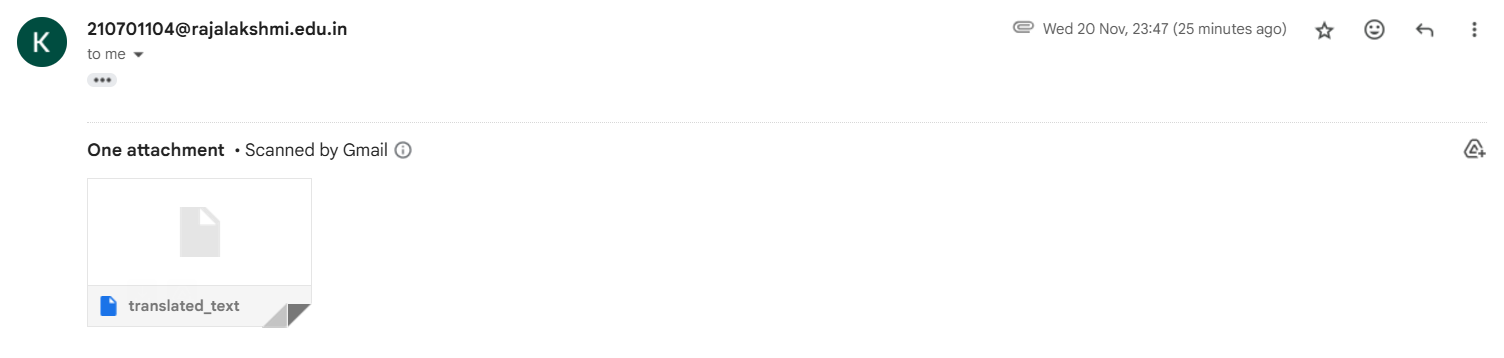 K
210701104@rajalakshmi.edu.in
Wed 20 Nov, 23:47 (25 minutes ago)
to me
One attachment • Scanned by Gmail
translated_text